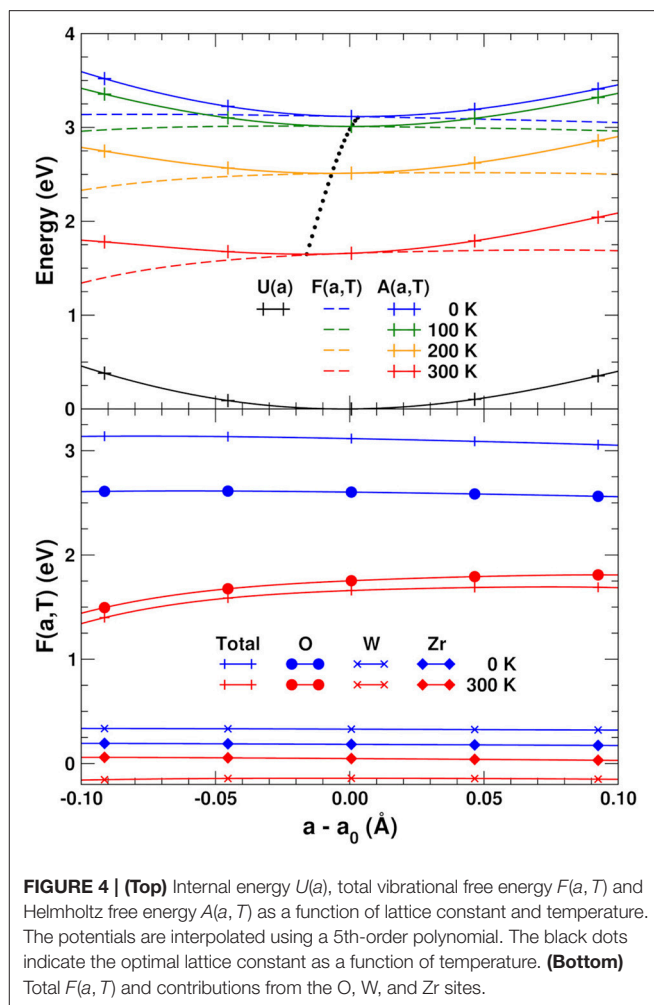 4
3
2
1
0
Energy (eV)
U(a) F(a,T) A(a,T)
0 K
100 K
200 K
300 K
3
2
1
0
F(a,T) (eV)
Total O W Zr
0 K
300 K
-0.10 -0.05 0.00 0.05 0.10
a - a0 (Å)
FIGURE 4 | (Top) Internal energy U(a), total vibrational free energy F(a, T) and
Helmholtz free energy A(a, T) as a function of lattice constant and temperature.
The potentials are interpolated using a 5th-order polynomial. The black dots
indicate the optimal lattice constant as a function of temperature. (Bottom)
Total F(a, T) and contributions from the O, W, and Zr sites.